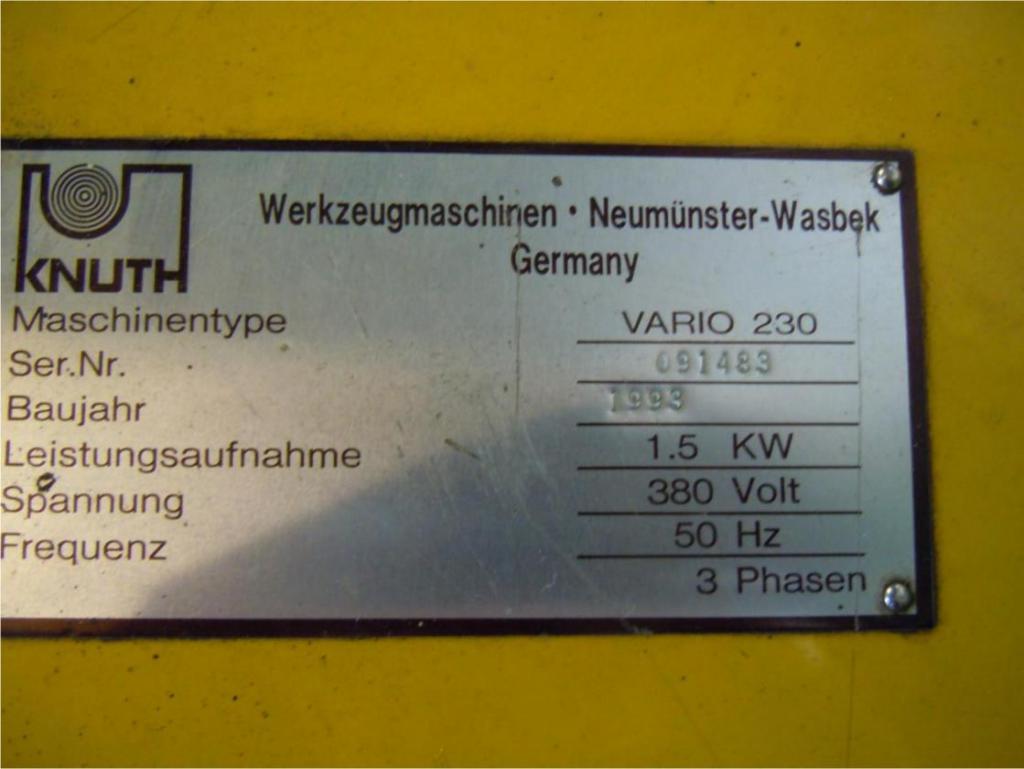 KNUTH
Werkzeugmaschinen · Neumünster-Wasbek
Germany
Maschinentype VARIO 230
Ser.Nr. 091483
Baujahr 1993
Leistungsaufnahme 1.5 KW
Spannung 380 Volt
Frequenz 50 Hz
3 Phasen